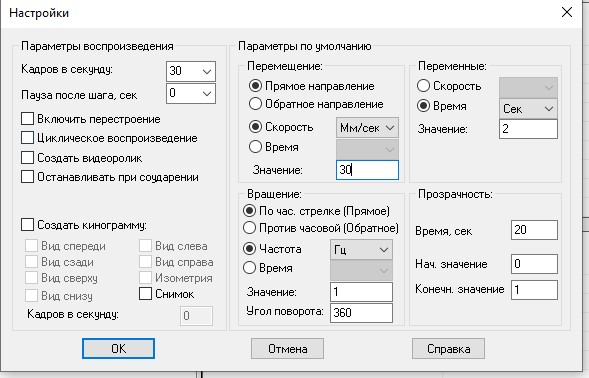 Настройки
Параметры воспроизведения
Кадров в секунду: 30
Пауза после шага, сек 0
Включить перестроение
Циклическое воспроизведение
Создать видеоролик
Останавливать при соударении
Создать кинограмму:
Вид спереди Вид слева
Вид сзади Вид справа
Вид сверху Изометрия
Вид снизу Снимок
Кадров в секунду: 0
Параметры по умолчанию
Перемещение:
Прямое направление
Обратное направление
Скорость Мм/сек
Время
Значение: 30
Переменные:
Скорость
Время Сек
Значение: 2
Вращение:
По час. стрелке (Прямое)
Против часовой (Обратное)
Частота Гц
Время
Значение: 1
Угол поворота: 360
Прозрачность:
Время, сек 20
Нач. значение 0
Конечн. значение 1
OK Отмена Справка